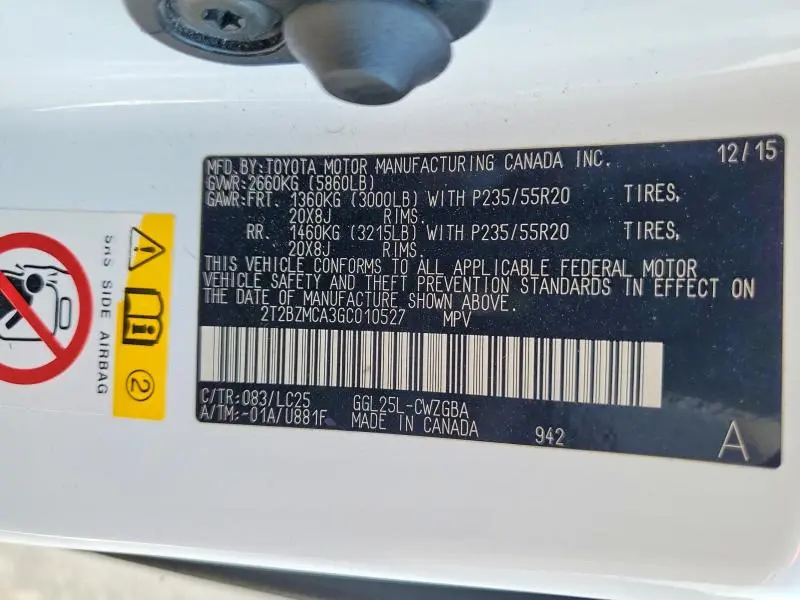 MFD.BY:TOYOTA MOTOR MANUFACTURING CANADA INC. 12/15
GVWR:2660KG (5860LB)
GAWR:FRT. 1360KG (3000LB) WITH P235/55R20 TIRES,
20X8J RIMS.
RR. 1460KG (3215LB) WITH P235/55R20 TIRES,
20X8J RIMS.
THIS VEHICLE CONFORMS TO ALL APPLICABLE FEDERAL MOTOR
VEHICLE SAFETY AND THEFT PREVENTION STANDARDS IN EFFECT ON
THE DATE OF MANUFACTURE SHOWN ABOVE.
2T2BZMCA3GC010527 MPV
C/TR:083/LC25 GGL25L-CWZGBA
A/TM:-01A/U881F MADE IN CANADA 942 A
SRS SIDE AIRBAG
2